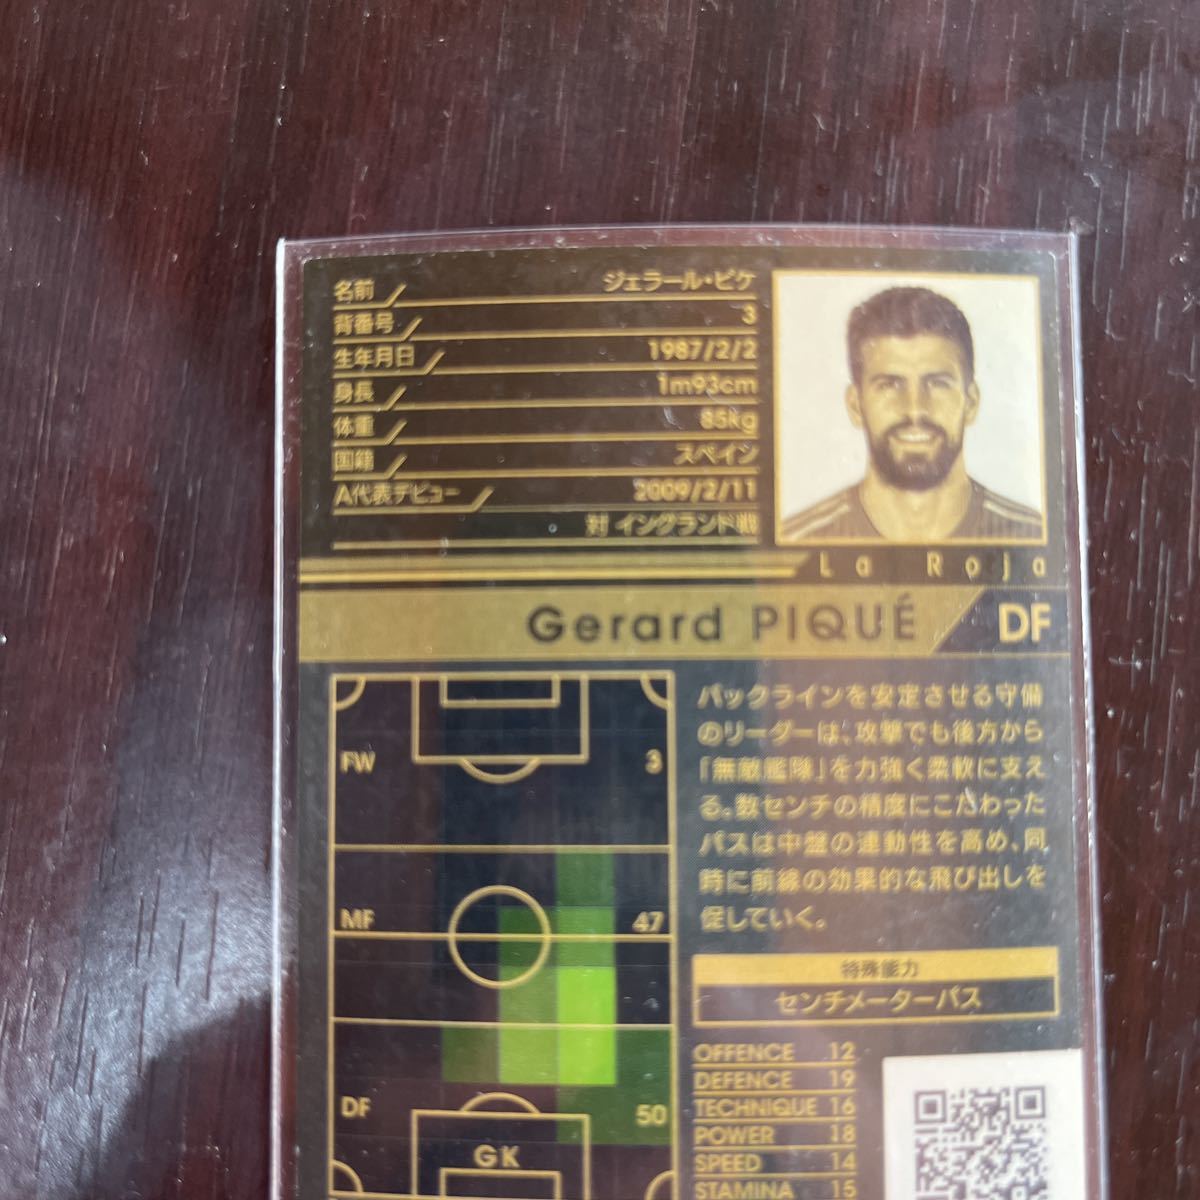 名前 ジェラール・ピケ
背番号 3
生年月日 1987/2/2
身長 1m93cm
体重 85kg
国籍 スペイン
A代表デビュー 2009/2/11
対 イングランド戦
La Roja
Gerard PIQUÉ DF
FW 3
MF 47
DF 50
GK
バックラインを安定させる守備
のリーダーは、攻撃でも後方から
「無敵艦隊」を力強く柔軟に支え
る。数センチの精度にこだわった
パスは中盤の連動性を高め、同
時に前線の効果的な飛び出しを
促していく。
特殊能力
センチメーターパス
OFFENCE 12
DEFENCE 19
TECHNIQUE 16
POWER 18
SPEED 14
STAMINA 15